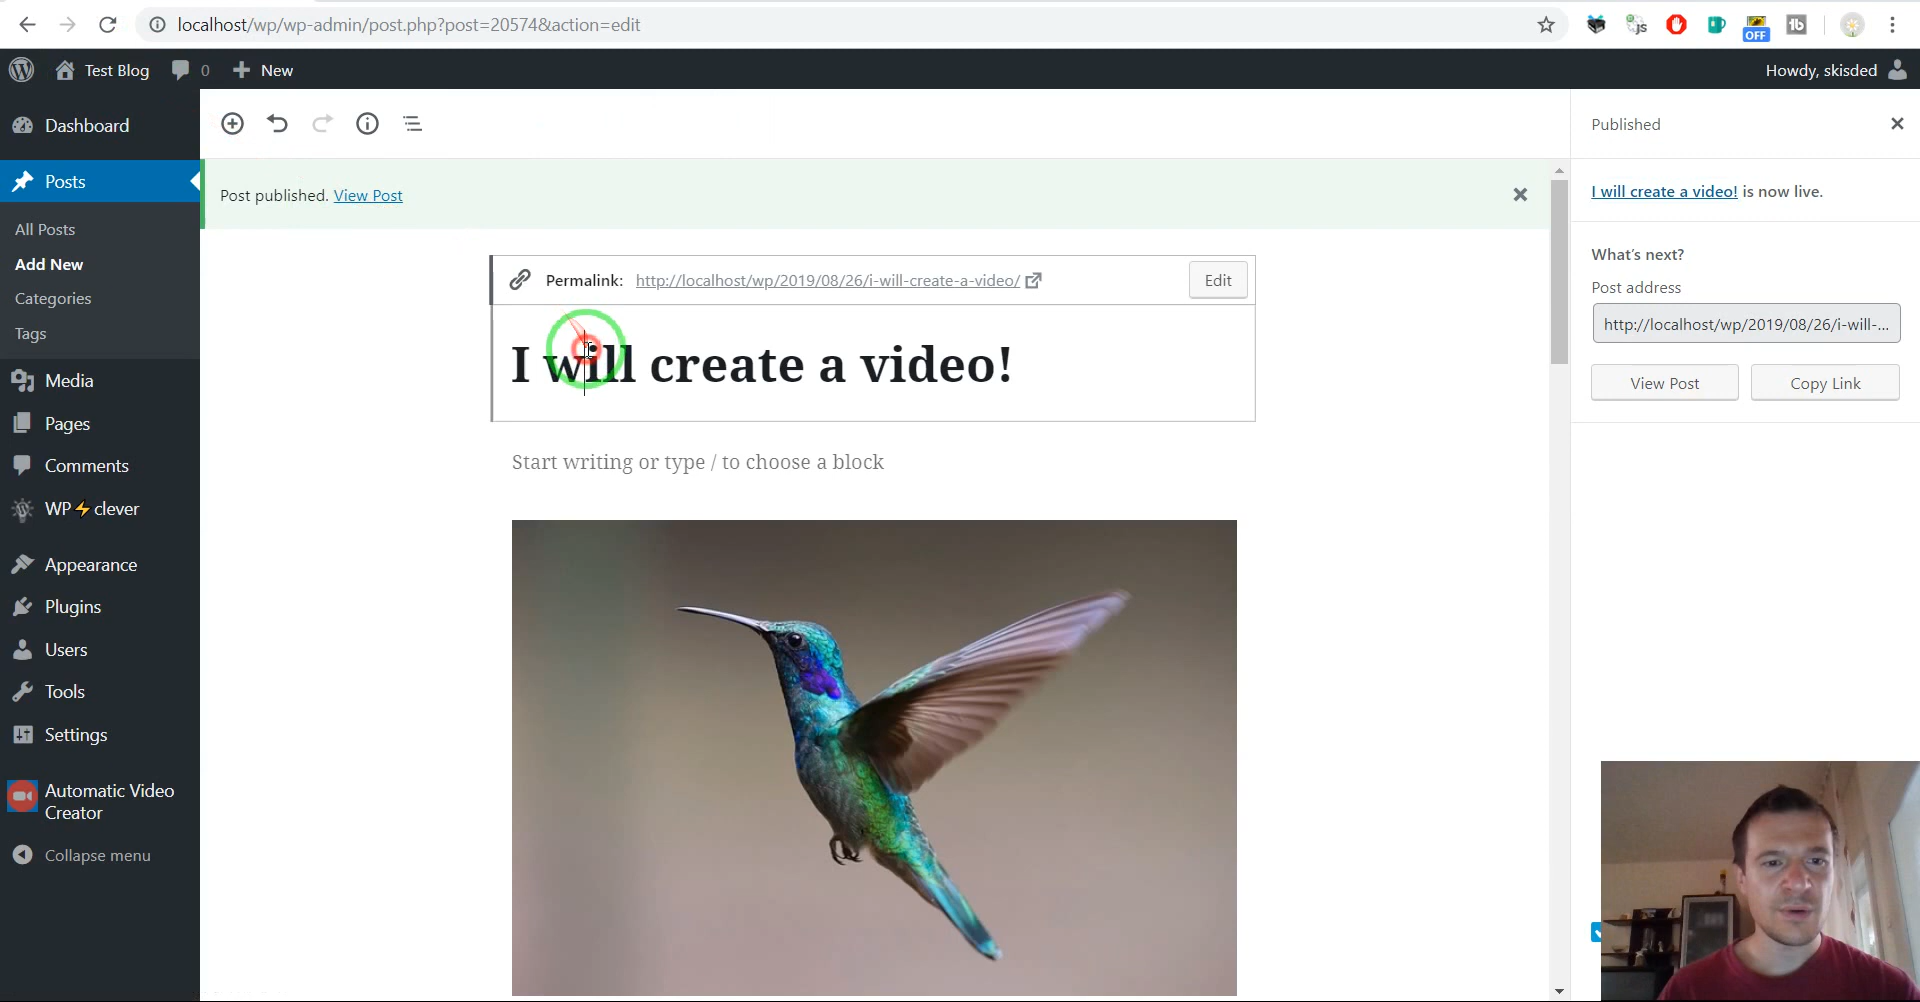 localhost/wp/wp-admin/post.php?post=20574&action=edit
JS
OFF
Test Blog
0
New
Howdy, skisded
Dashboard
Posts
All Posts
Add New
Categories
Tags
Media
Pages
Comments
WP⚡clever
Appearance
Plugins
Users
Tools
Settings
Automatic Video
Creator
Collapse menu
Post published. View Post
Permalink: http://localhost/wp/2019/08/26/i-will-create-a-video/
Edit
I will create a video!
Start writing or type / to choose a block
Published
I will create a video! is now live.
What's next?
Post address
http://localhost/wp/2019/08/26/i-will-...
View Post
Copy Link